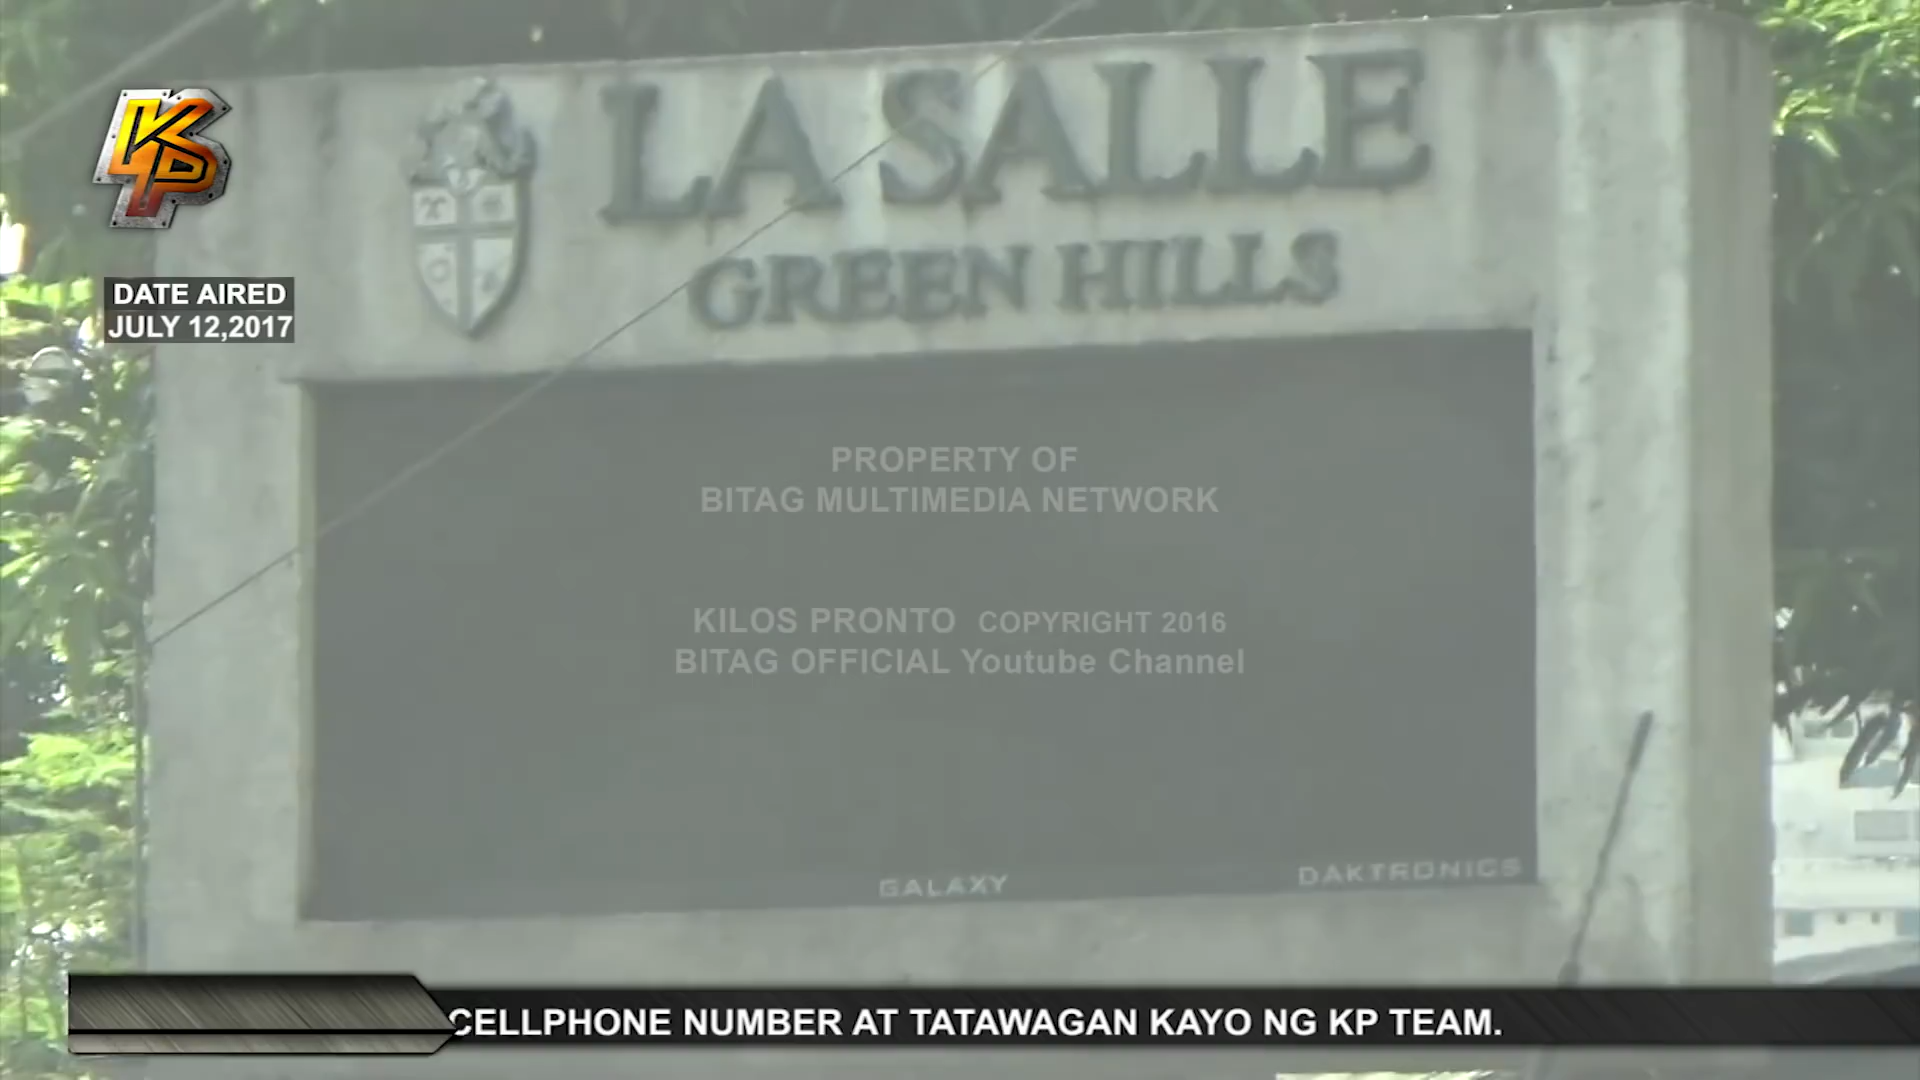 LA SALLE
GREEN HILLS
KP
DATE AIRED
JULY 12,2017
PROPERTY OF
BITAG MULTIMEDIA NETWORK
KILOS PRONTO COPYRIGHT 2016
BITAG OFFICIAL Youtube Channel
GALAXY
DAKTRONICS
CELLPHONE NUMBER AT TATAWAGAN KAYO NG KP TEAM.